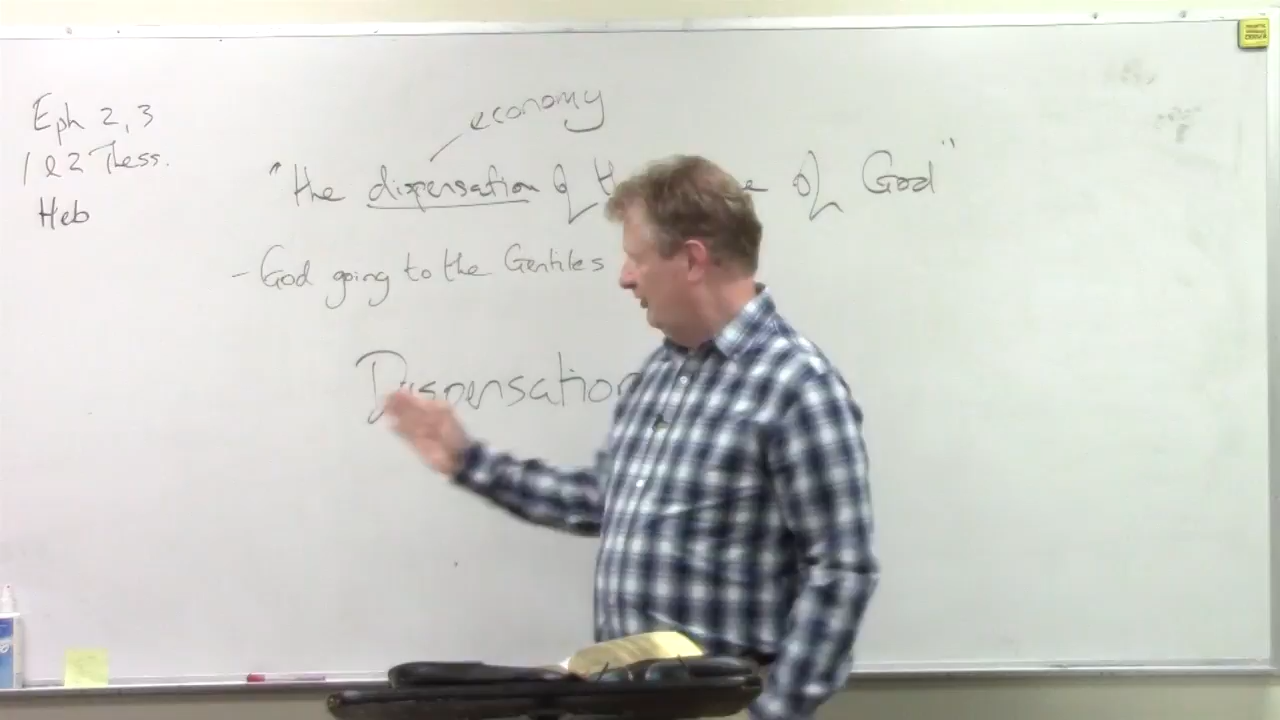 Eph 2, 3
1 & 2 Thess.
Heb
economy
"the dispensation of of God"
- God going to the Gentiles
Dispensation